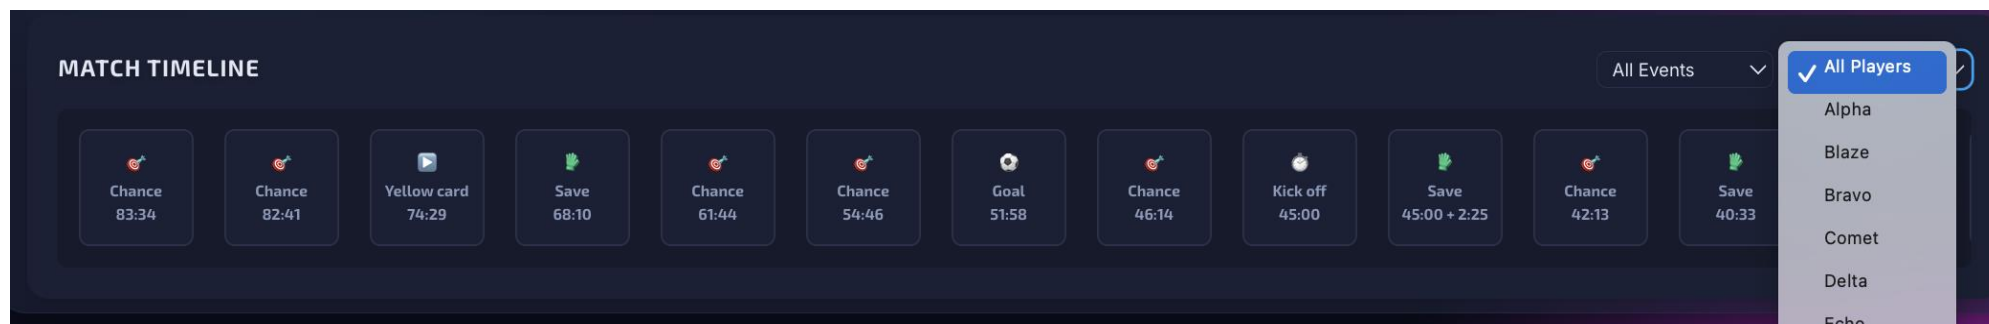 MATCH TIMELINE
All Events
All Players
Alpha
Blaze
Bravo
Comet
Delta
Echo
Chance
83:34
Chance
82:41
Yellow card
74:29
Save
68:10
Chance
61:44
Chance
54:46
Goal
51:58
Chance
46:14
Kick off
45:00
Save
45:00 + 2:25
Chance
42:13
Save
40:33